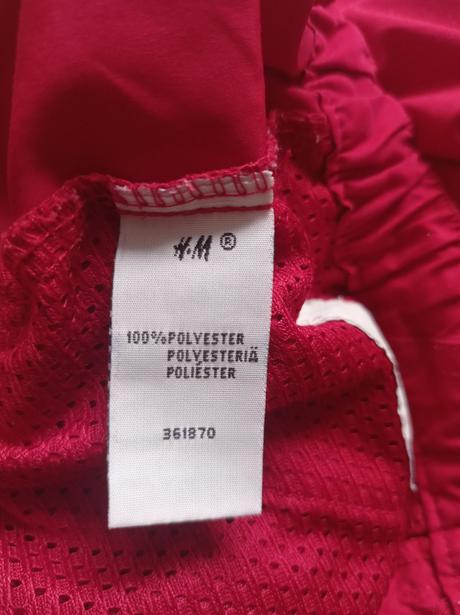 H&M®
100%POLYESTER
POLYESTERIÄ
POLIÉSTER
361870